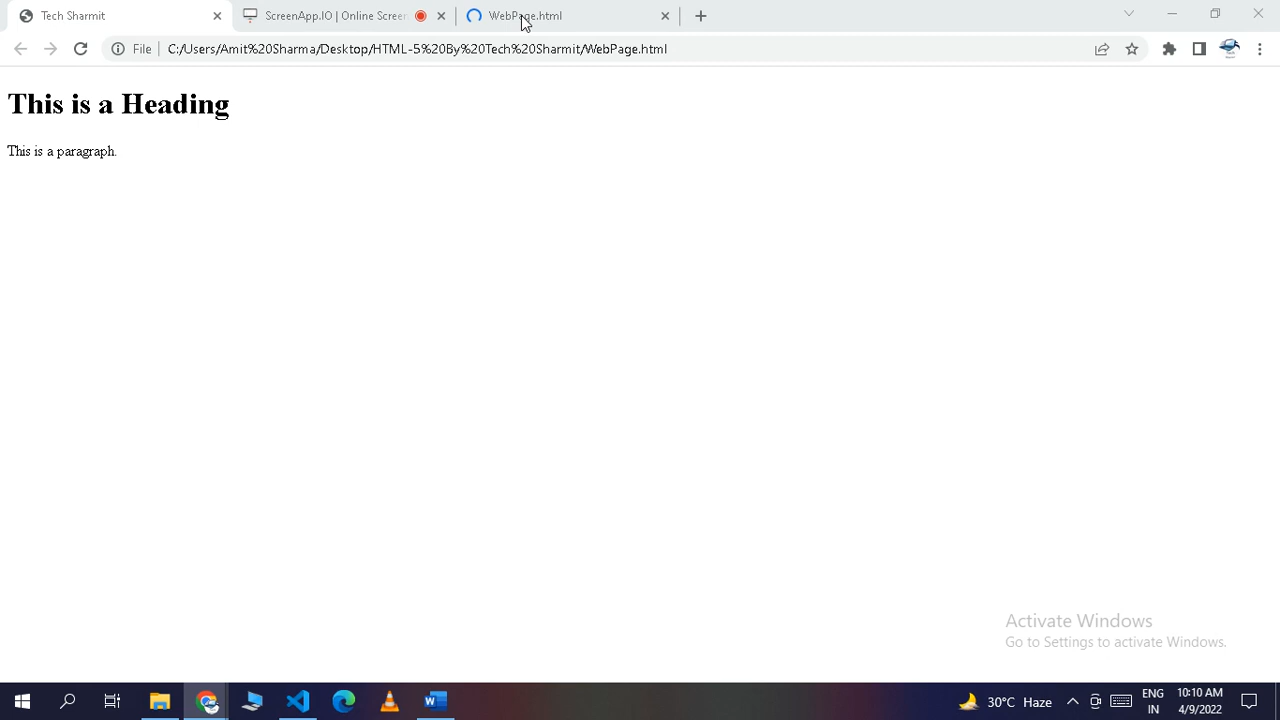 Tech Sharmit
ScreenApp.IO | Online Screen
WebPage.html
File
C:/Users/Amit%20Sharma/Desktop/HTML-5%20By%20Tech%20Sharmit/WebPage.html
This is a Heading
This is a paragraph.
Activate Windows
Go to Settings to activate Windows.
30°C Haze
ENG
IN
10:10 AM
4/9/2022